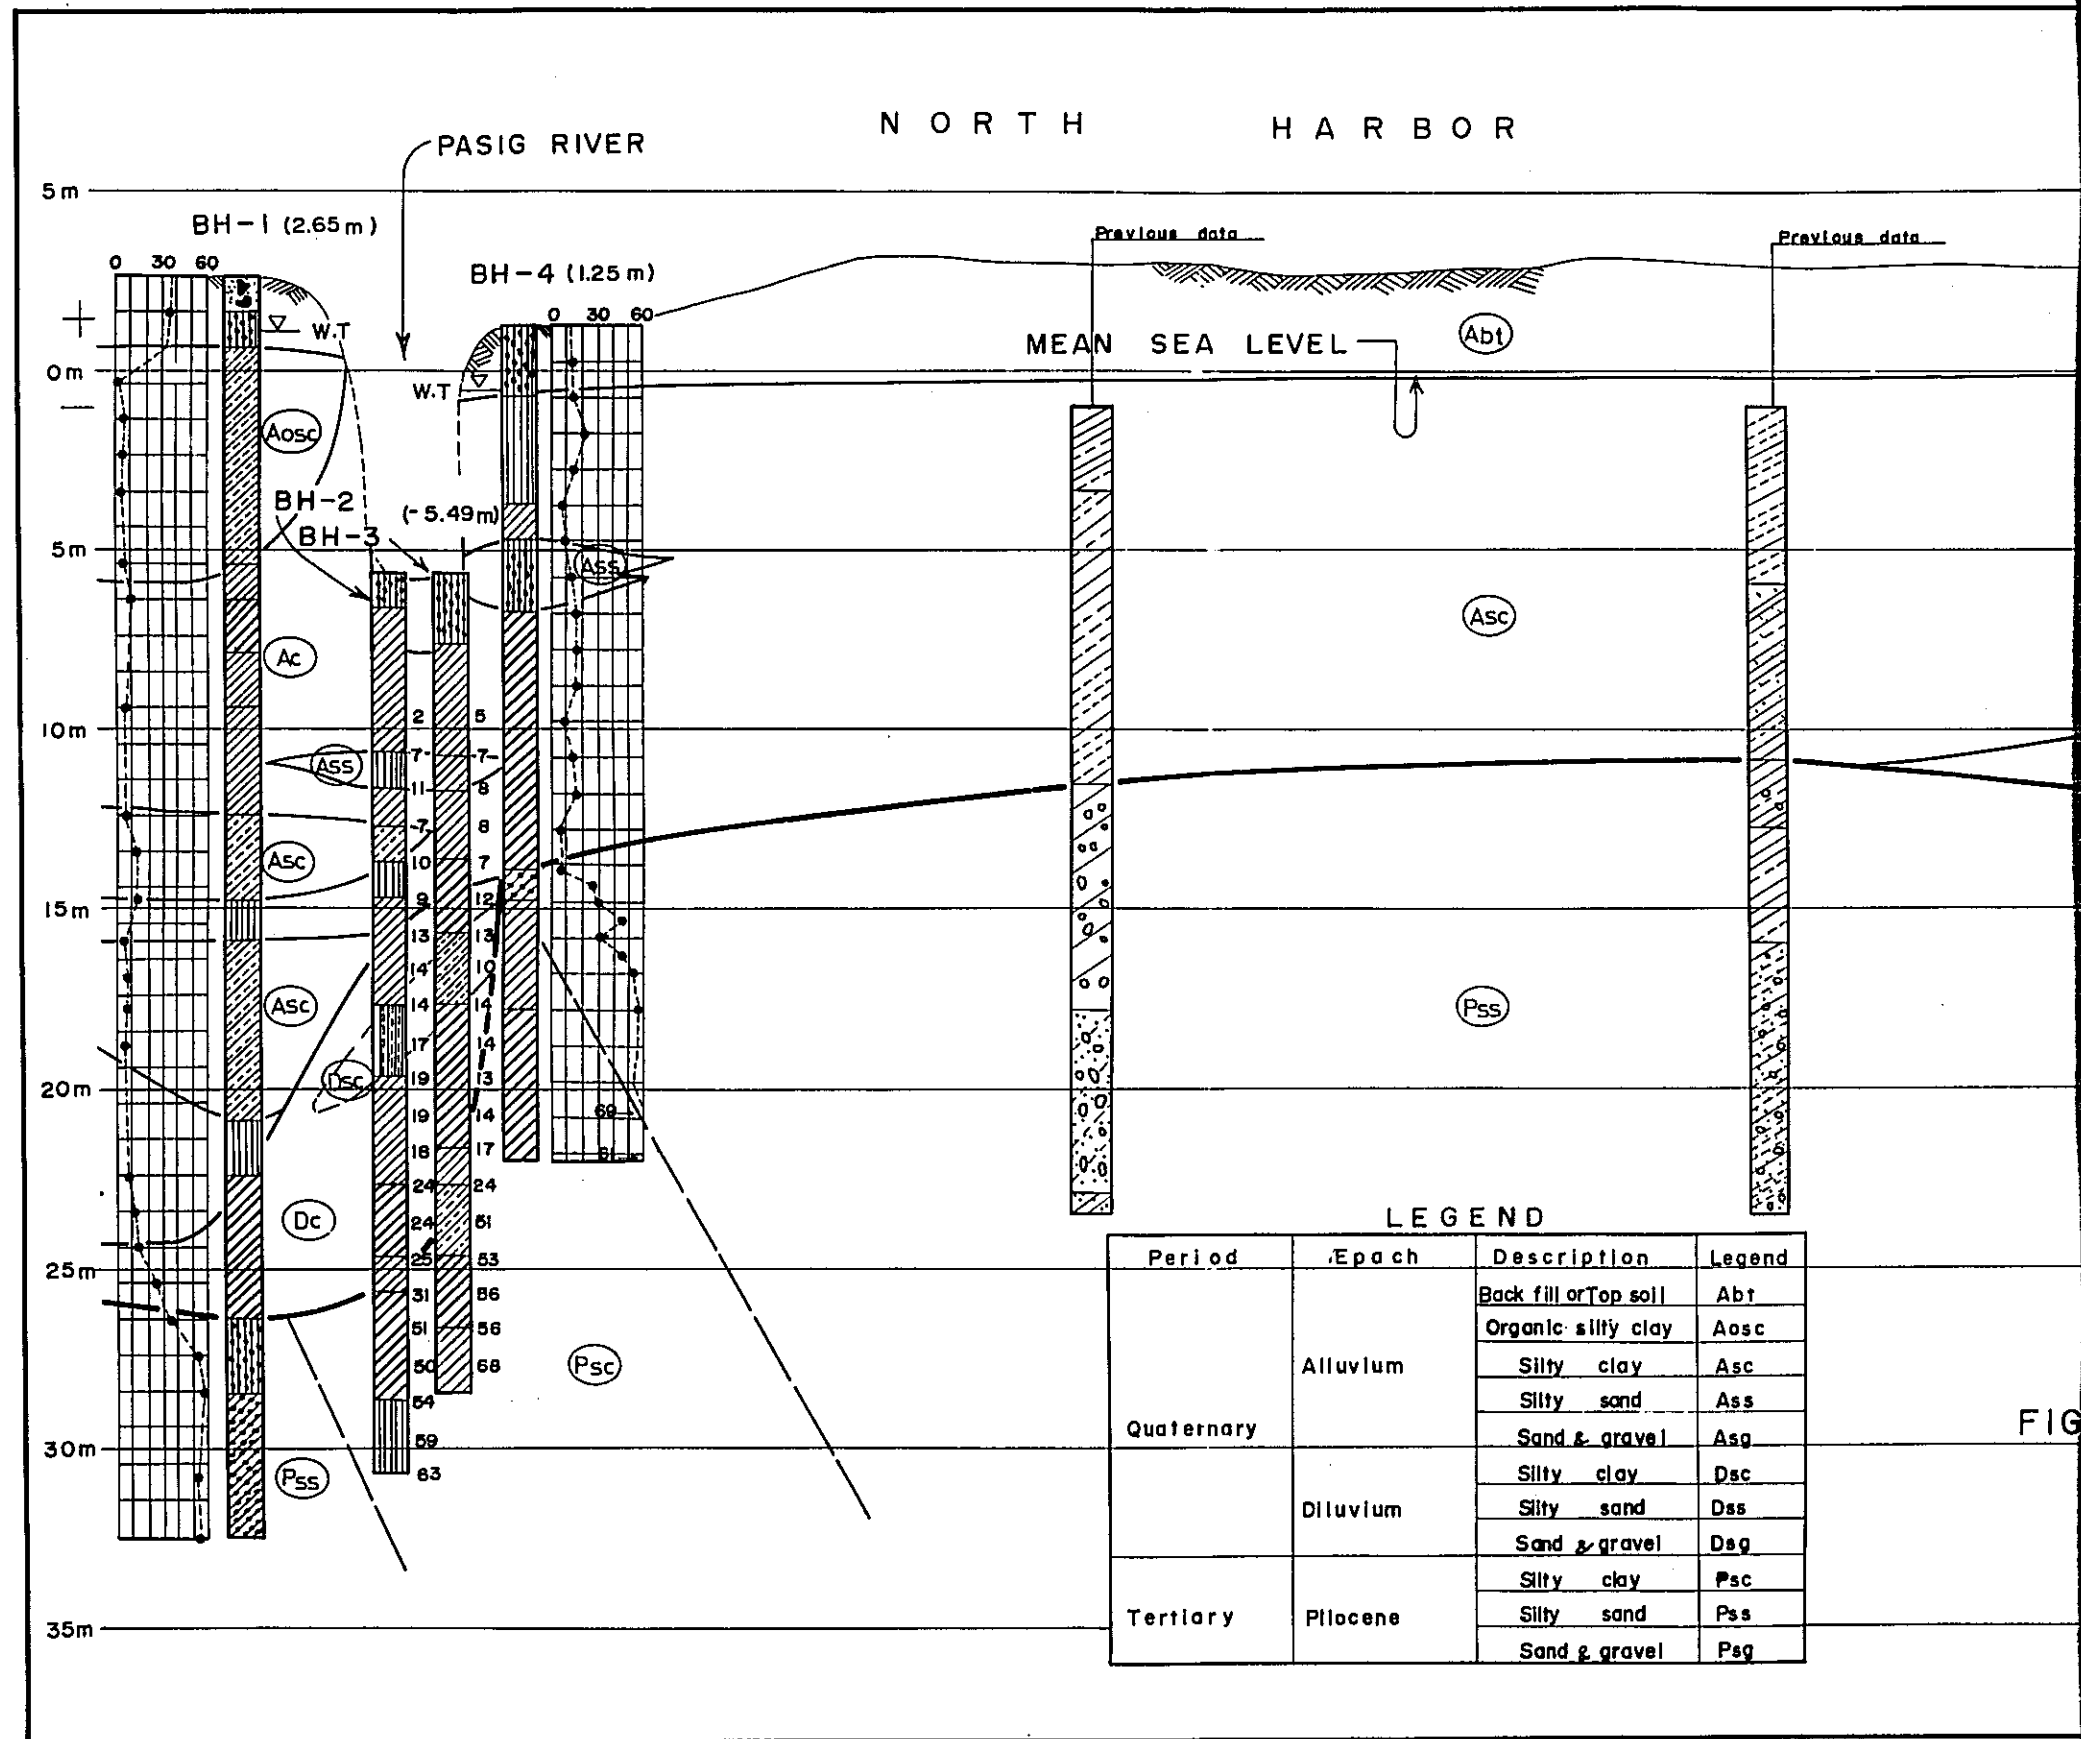 NORTH HARBOR
PASIG RIVER
5m
BH-1 (2.65m)
Previous data
Previous data
0 30 60
BH-4 (1.25 m)
0 30 60
+
W.T
Abt
MEAN SEA LEVEL
0m
W.T
—
Aosc
BH-2
(-5.49m)
BH-3
5m
Ass
Asc
Ac
2 5
10m
7 7
Ass
11 8
7 8
Asc
10 7
9 12
15m
13 13
14 10
Asc
14 14
Pss
17 14
Dsc
19 13
20m
19 14
69
18 17
61
24 24
Dc
24 51
25 53
25m
31 86
51 56
50 68
Psc
54
59
30m
63
Pss
35m
LEGEND
Period Epach Description Legend
Back fill or Top soil Abt
Organic silty clay Aosc
Alluvium Silty clay Asc
Silty sand Ass
Quaternary Sand & gravel Asg
Silty clay Dsc
Diluvium Silty sand Dss
Sand & gravel Dsg
Silty clay Psc
Tertiary Pliocene Silty sand Pss
Sand & gravel Psg
FIG